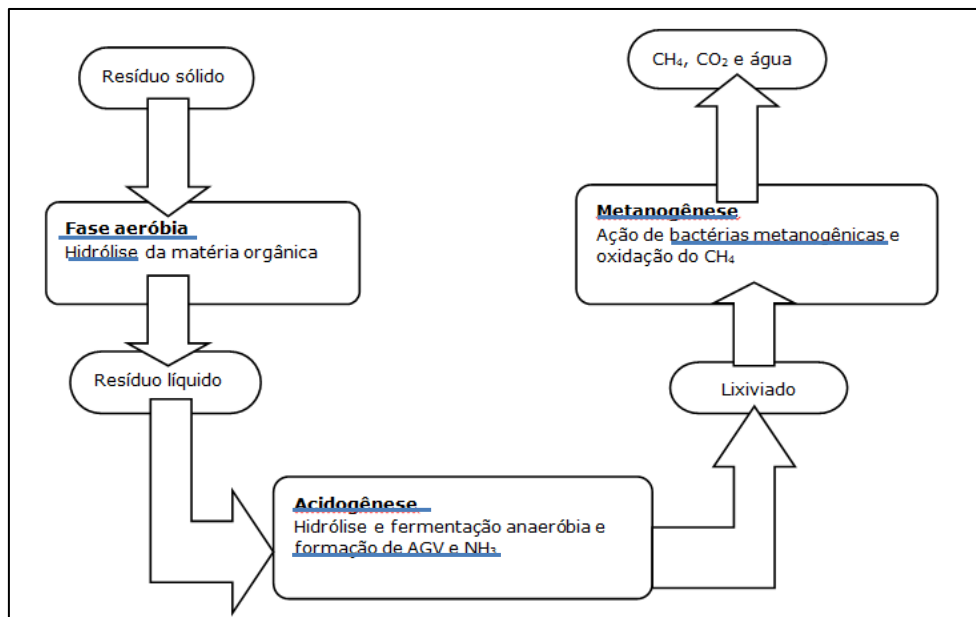 Resíduo sólido
Fase aeróbia
Hidrólise da matéria orgânica
Resíduo líquido
Acidogênese
Hidrólise e fermentação anaeróbia e
formação de AGV e NH₃
Lixiviado
Metanogênese
Ação de bactérias metanogênicas e
oxidação do CH₄
CH₄, CO₂ e água